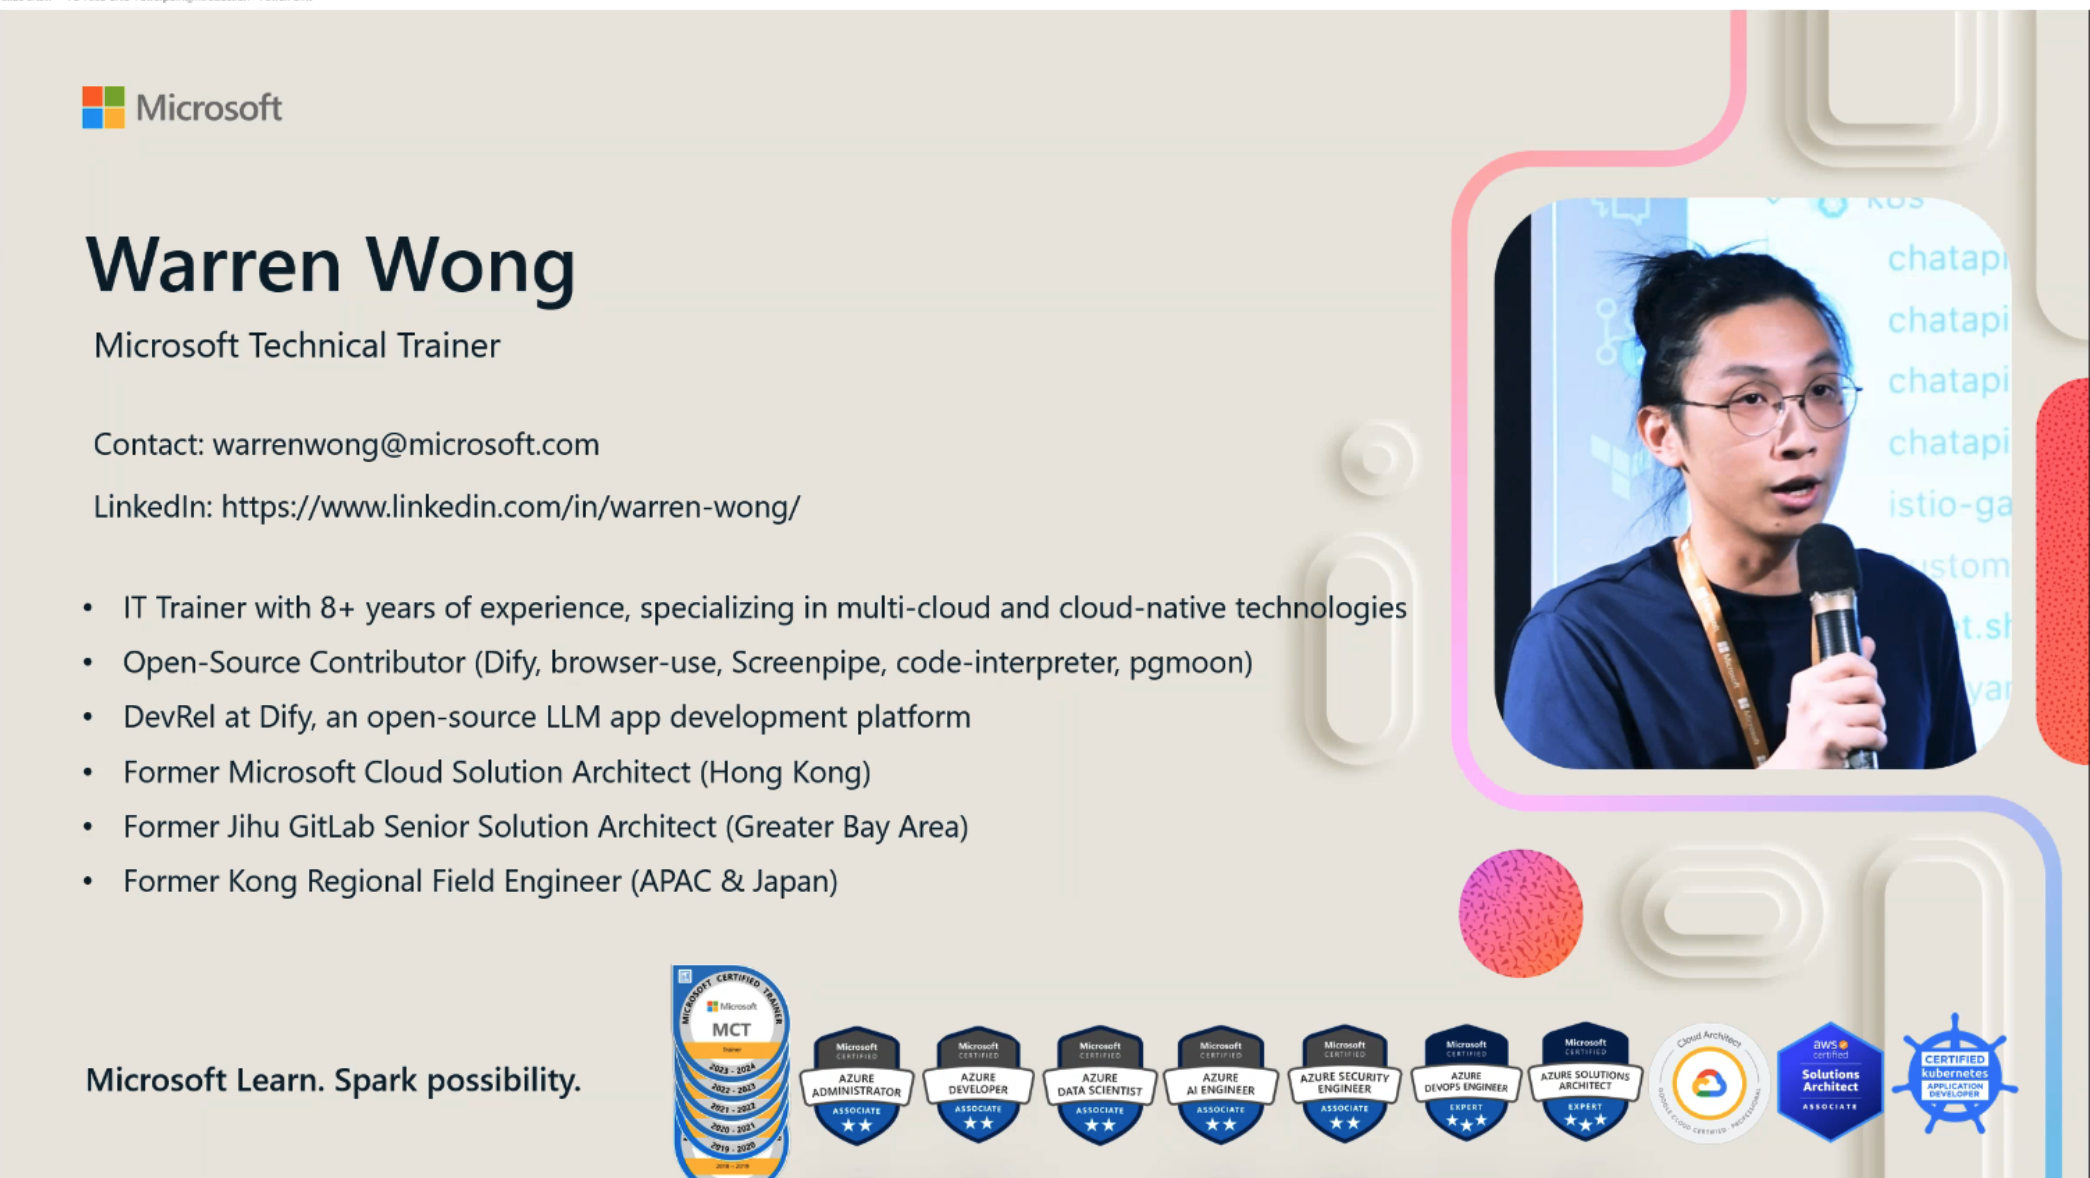 Microsoft
Warren Wong
Microsoft Technical Trainer
Contact: warrenwong@microsoft.com
LinkedIn: https://www.linkedin.com/in/warren-wong/
• IT Trainer with 8+ years of experience, specializing in multi-cloud and cloud-native technologies
• Open-Source Contributor (Dify, browser-use, Screenpipe, code-interpreter, pgmoon)
• DevRel at Dify, an open-source LLM app development platform
• Former Microsoft Cloud Solution Architect (Hong Kong)
• Former Jihu GitLab Senior Solution Architect (Greater Bay Area)
• Former Kong Regional Field Engineer (APAC & Japan)
chatapi
chatapi
chatapi
chatapi
istio-ga
ustom
t.sh
yam
Microsoft
Microsoft Learn. Spark possibility.
MICROSOFT CERTIFIED TRAINER
Microsoft
MCT
Trainer
2023 - 2024
2022 - 2023
2021 - 2022
2020 - 2021
2019 - 2020
2018 - 2019
Microsoft
CERTIFIED
AZURE
ADMINISTRATOR
ASSOCIATE
Microsoft
CERTIFIED
AZURE
DEVELOPER
ASSOCIATE
Microsoft
CERTIFIED
AZURE
DATA SCIENTIST
ASSOCIATE
Microsoft
CERTIFIED
AZURE
AI ENGINEER
ASSOCIATE
Microsoft
CERTIFIED
AZURE SECURITY
ENGINEER
ASSOCIATE
Microsoft
CERTIFIED
AZURE
DEVOPS ENGINEER
EXPERT
Microsoft
CERTIFIED
AZURE SOLUTIONS
ARCHITECT
EXPERT
Cloud Architect
GOOGLE CLOUD CERTIFIED · PROFESSIONAL
aws
certified
Solutions
Architect
ASSOCIATE
CERTIFIED
kubernetes
APPLICATION
DEVELOPER